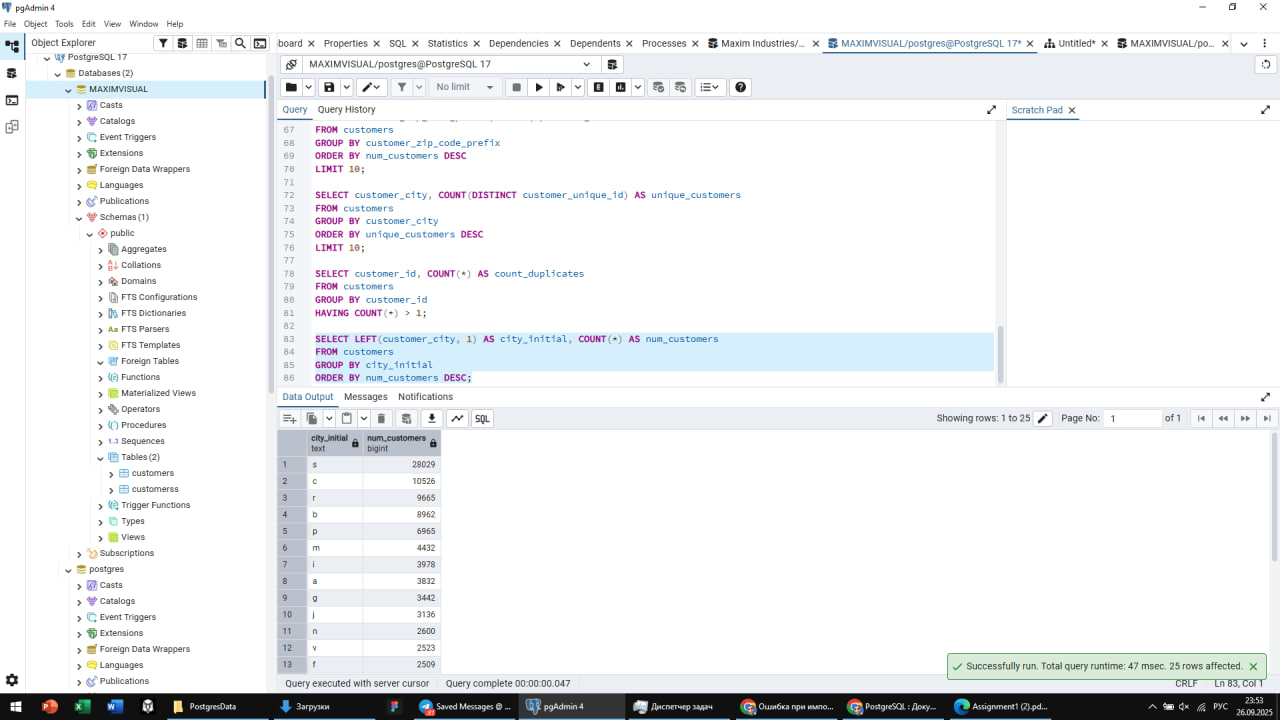 pgAdmin 4
File Object Tools Edit View Window Help
Object Explorer
board Properties SQL Statistics Dependencies Dependents Processes Maxim Industries/... MAXIMVISUAL/postgres@PostgreSQL 17* Untitled* MAXIMVISUAL/po...
PostgreSQL 17
Databases (2)
MAXIMVISUAL
Casts
Catalogs
Event Triggers
Extensions
Foreign Data Wrappers
Languages
Publications
Schemas (1)
public
Aggregates
Collations
Domains
FTS Configurations
FTS Dictionaries
FTS Parsers
FTS Templates
Foreign Tables
Functions
Materialized Views
Operators
Procedures
Sequences
Tables (2)
customers
customerss
Trigger Functions
Types
Views
Subscriptions
postgres
Casts
Catalogs
Event Triggers
Extensions
Foreign Data Wrappers
Languages
Publications
MAXIMVISUAL/postgres@PostgreSQL 17
No limit
Query Query History
Scratch Pad
67 FROM customers
68 GROUP BY customer_zip_code_prefix
69 ORDER BY num_customers DESC
70 LIMIT 10;
71
72 SELECT customer_city, COUNT(DISTINCT customer_unique_id) AS unique_customers
73 FROM customers
74 GROUP BY customer_city
75 ORDER BY unique_customers DESC
76 LIMIT 10;
77
78 SELECT customer_id, COUNT(*) AS count_duplicates
79 FROM customers
80 GROUP BY customer_id
81 HAVING COUNT(*) > 1;
82
83 SELECT LEFT(customer_city, 1) AS city_initial, COUNT(*) AS num_customers
84 FROM customers
85 GROUP BY city_initial
86 ORDER BY num_customers DESC;
Data Output Messages Notifications
SQL
Showing rows: 1 to 25 Page No: 1 of 1
city_initial num_customers
text bigint
1 s 28029
2 c 10526
3 r 9665
4 b 8962
5 p 6965
6 m 4432
7 i 3978
8 a 3832
9 g 3442
10 j 3136
11 n 2600
12 v 2523
13 f 2509
Successfully run. Total query runtime: 47 msec. 25 rows affected.
Query executed with server cursor Query complete 00:00:00.047 CRLF Ln 83, Col 1
PostgresData Загрузки Saved Messages @ ... pgAdmin 4 Диспетчер задач Ошибка при импо... PostgreSQL : Доку... Assignment1 (2).pd... РУС 23:53
26.09.2025